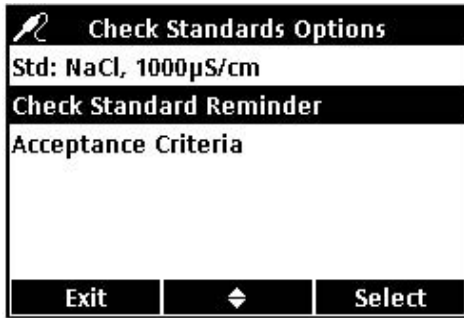 Check Standards Options
Std: NaCl, 1000µS/cm
Check Standard Reminder
Acceptance Criteria
Exit
Select